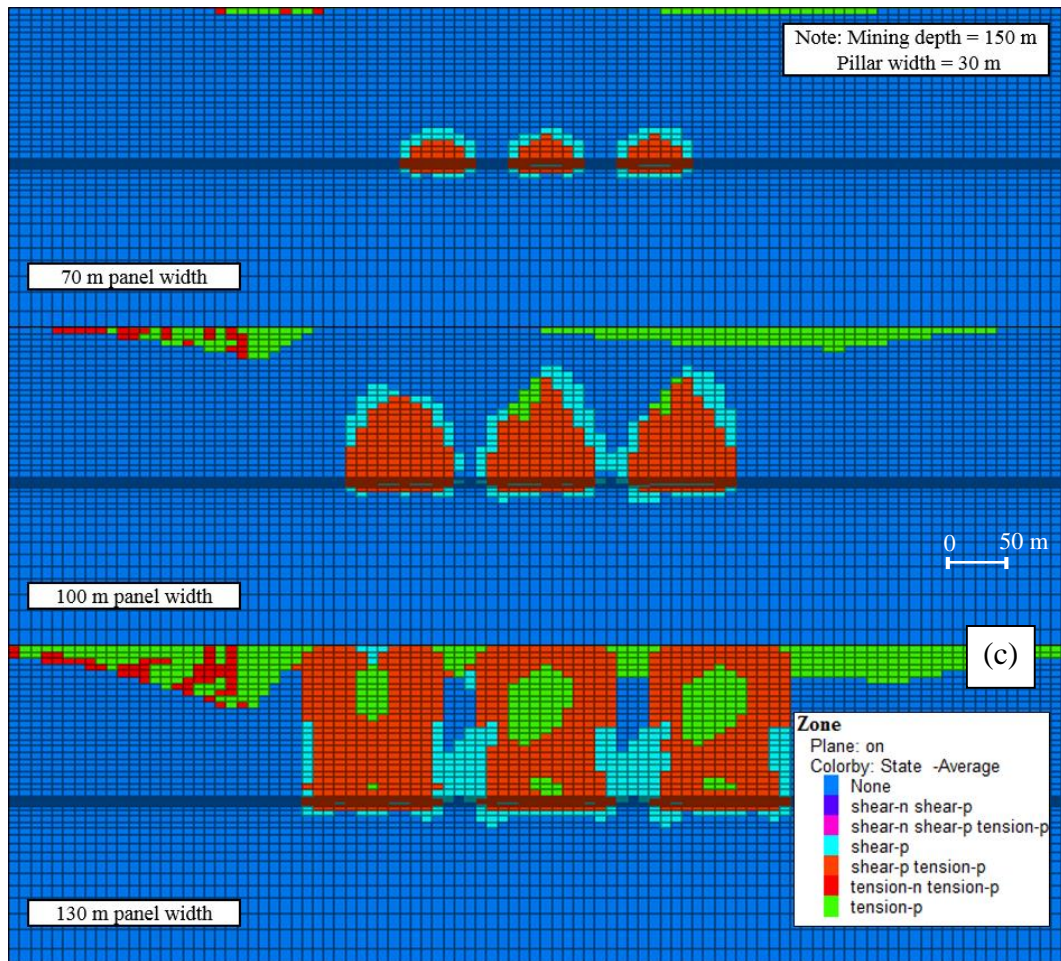 Note: Mining depth = 150 m
Pillar width = 30 m
70 m panel width
0 50 m
100 m panel width
(c)
Zone
Plane: on
Colorby: State -Average
None
shear-n shear-p
shear-n shear-p tension-p
shear-p
shear-p tension-p
tension-n tension-p
tension-p
130 m panel width